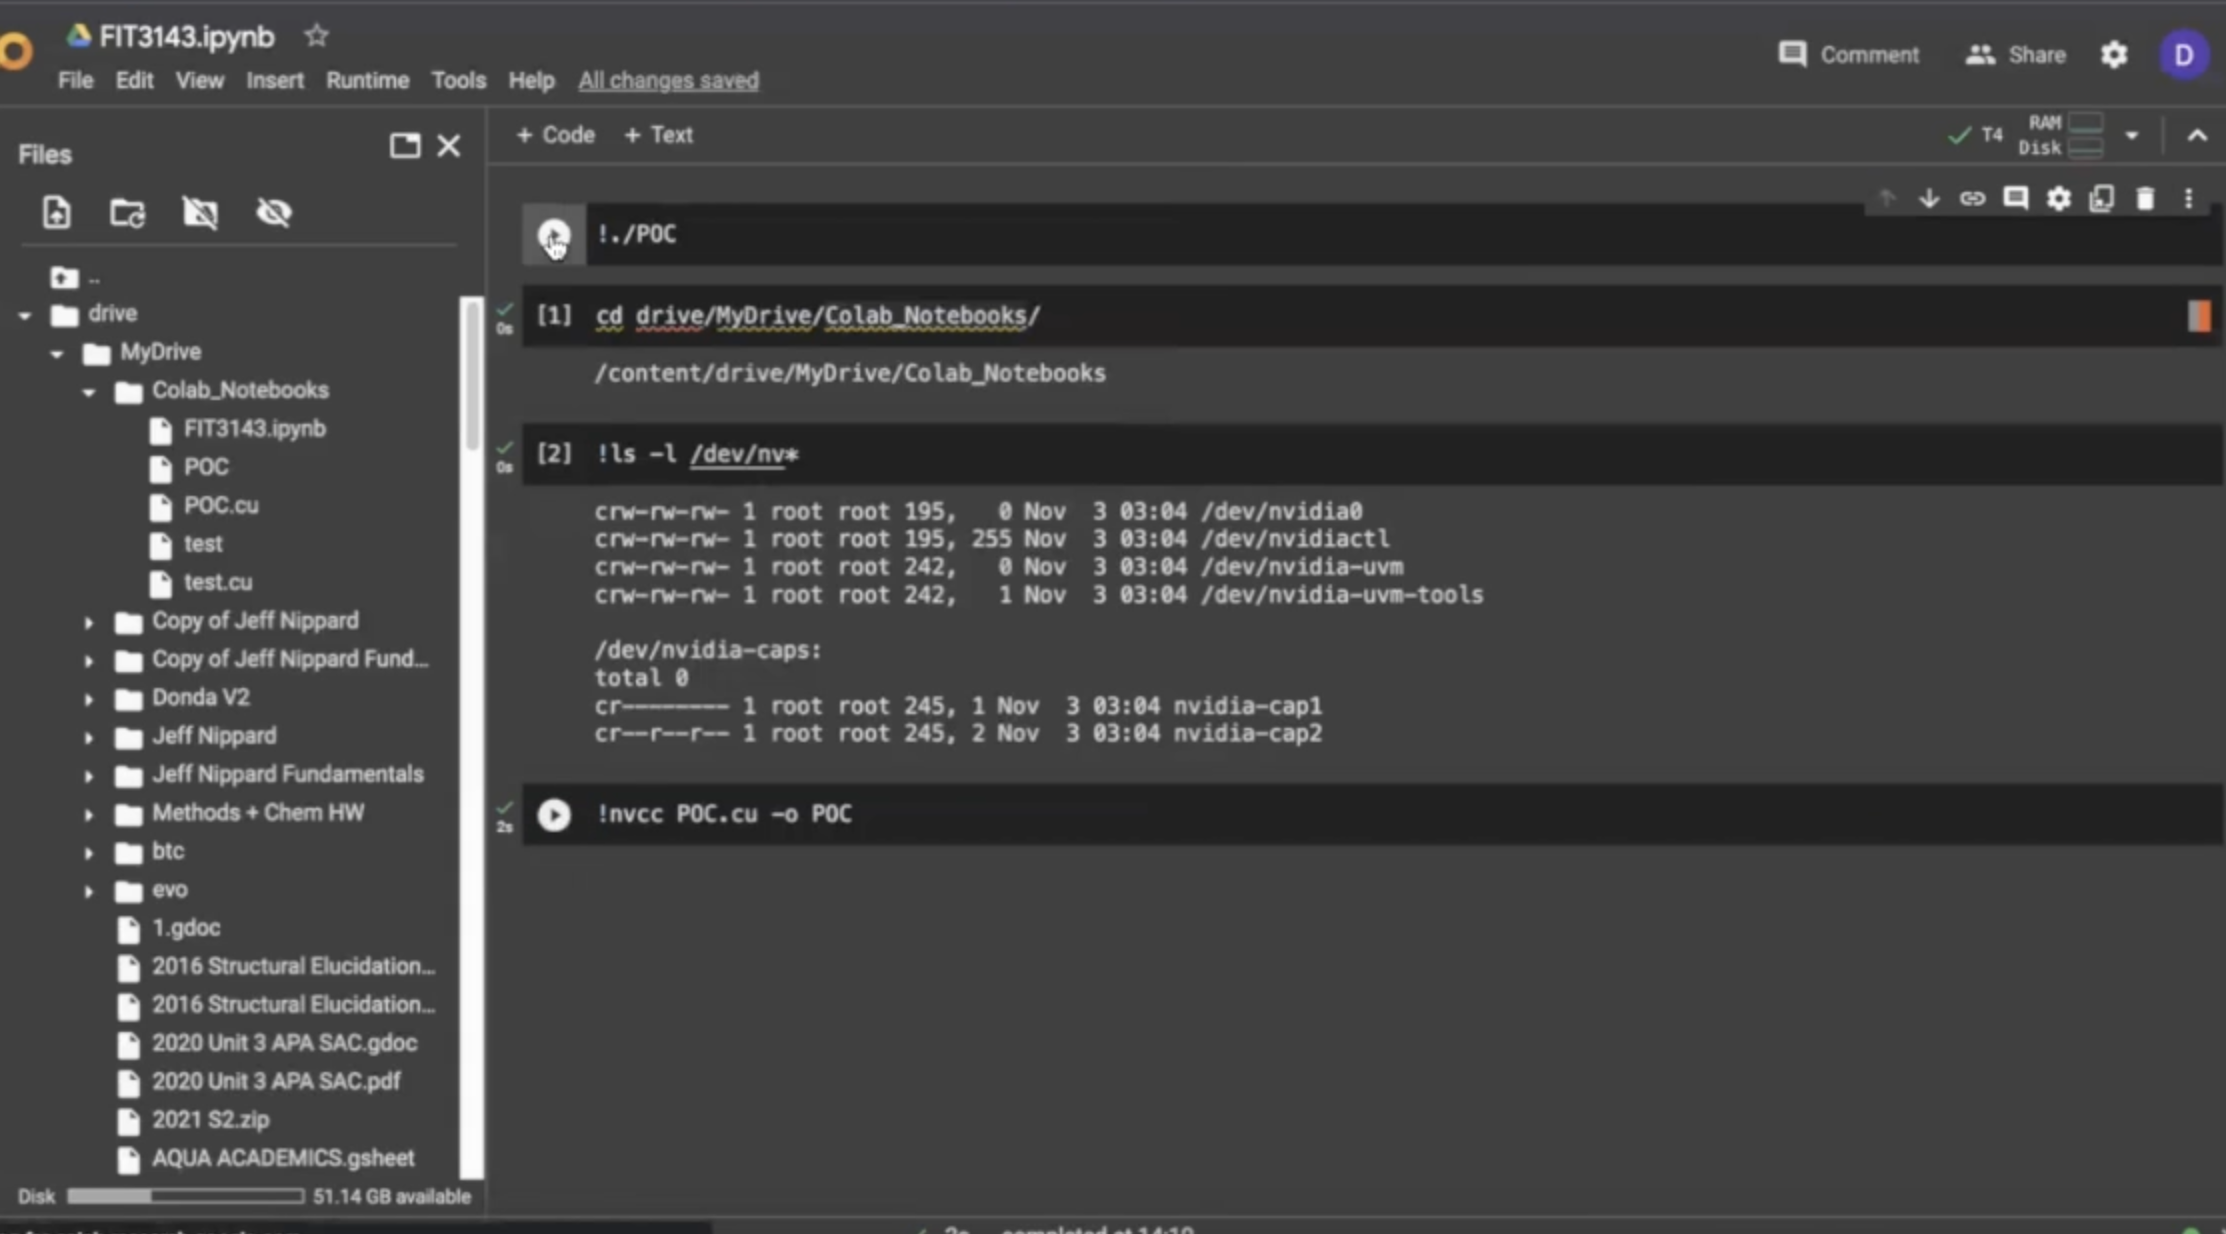 FIT3143.ipynb
File Edit View Insert Runtime Tools Help All changes saved
Comment Share D
Files
+ Code + Text
T4 RAM
Disk
..
drive
MyDrive
Colab_Notebooks
FIT3143.ipynb
POC
POC.cu
test
test.cu
Copy of Jeff Nippard
Copy of Jeff Nippard Fund...
Donda V2
Jeff Nippard
Jeff Nippard Fundamentals
Methods + Chem HW
btc
evo
1.gdoc
2016 Structural Elucidation...
2016 Structural Elucidation...
2020 Unit 3 APA SAC.gdoc
2020 Unit 3 APA SAC.pdf
2021 S2.zip
AQUA ACADEMICS.gsheet
Disk 51.14 GB available
!./POC
0s [1] cd drive/MyDrive/Colab_Notebooks/
/content/drive/MyDrive/Colab_Notebooks
0s [2] !ls -l /dev/nv*
crw-rw-rw- 1 root root 195,   0 Nov  3 03:04 /dev/nvidia0
crw-rw-rw- 1 root root 195, 255 Nov  3 03:04 /dev/nvidiactl
crw-rw-rw- 1 root root 242,   0 Nov  3 03:04 /dev/nvidia-uvm
crw-rw-rw- 1 root root 242,   1 Nov  3 03:04 /dev/nvidia-uvm-tools
/dev/nvidia-caps:
total 0
cr-------- 1 root root 245, 1 Nov  3 03:04 nvidia-cap1
cr--r--r-- 1 root root 245, 2 Nov  3 03:04 nvidia-cap2
2s !nvcc POC.cu -o POC
completed at 14:10